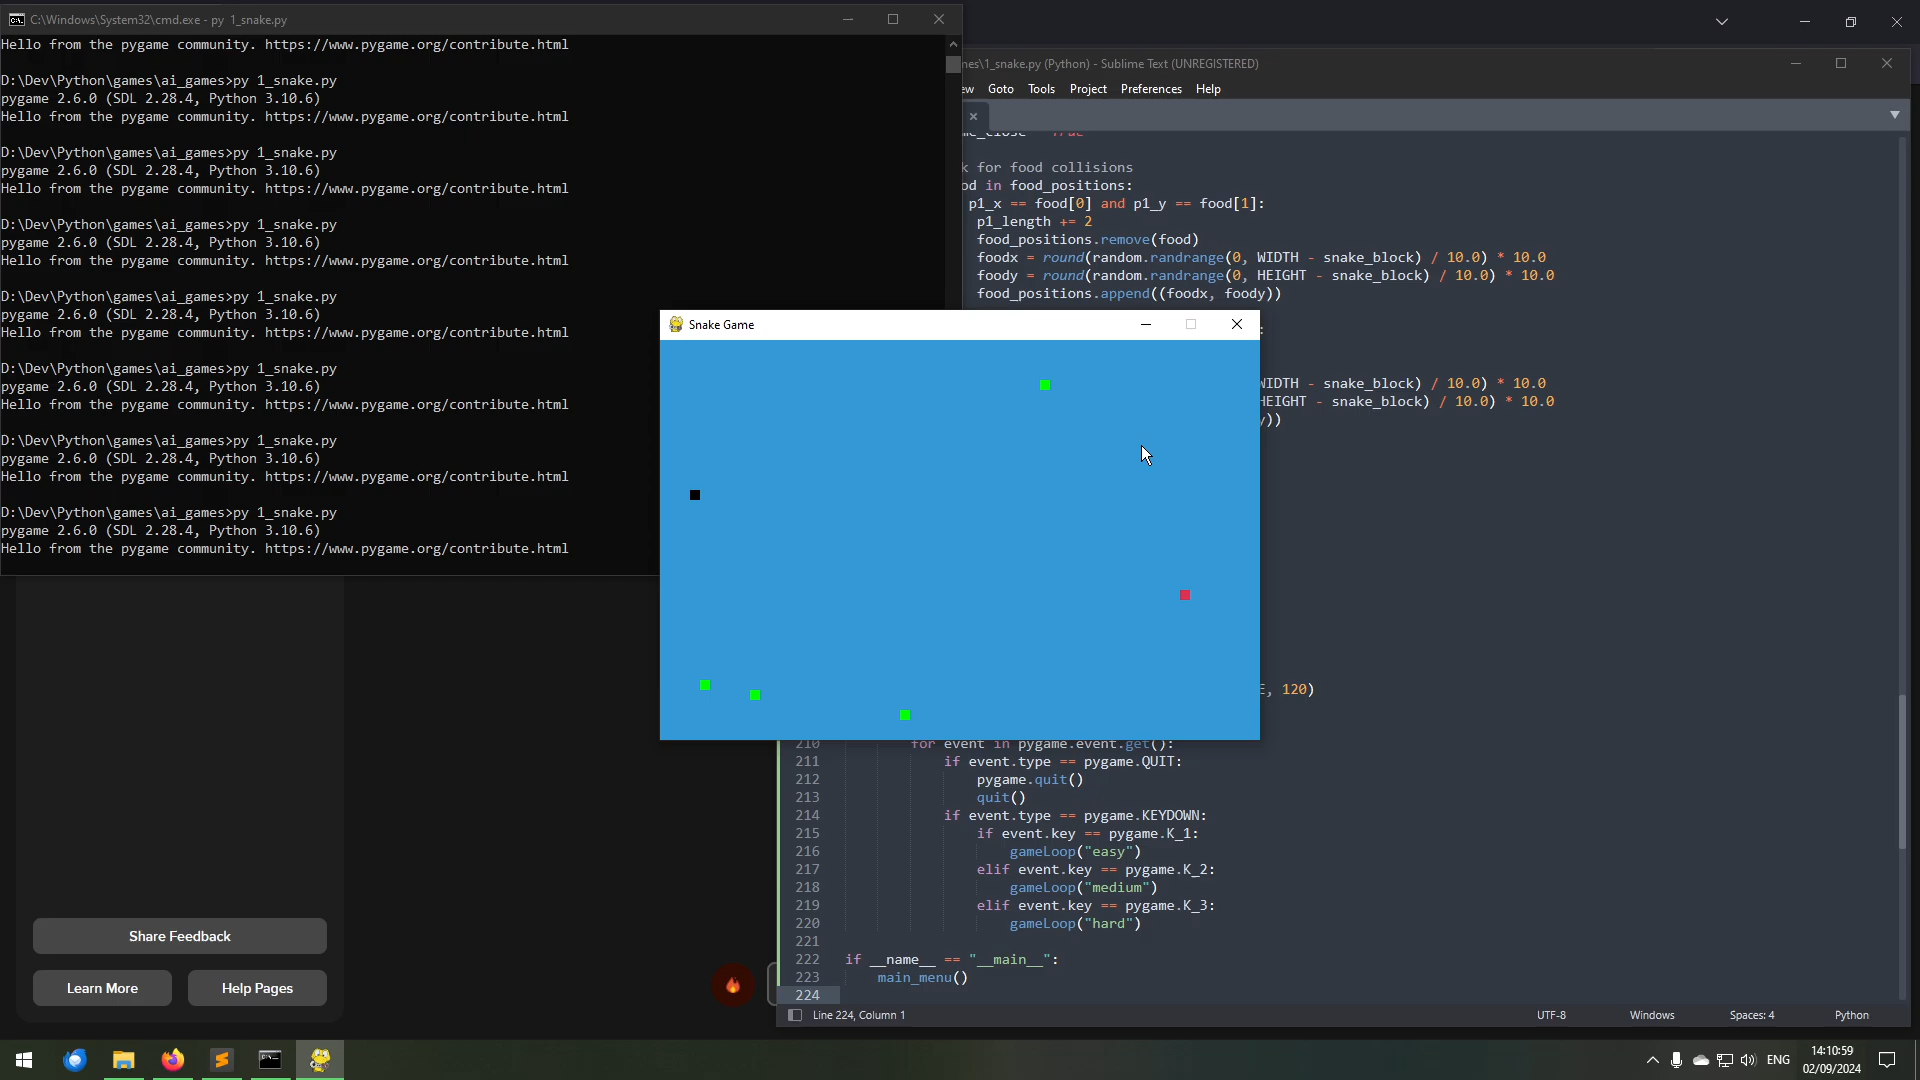 C:\Windows\System32\cmd.exe - py 1_snake.py
Hello from the pygame community. https://www.pygame.org/contribute.html
D:\Dev\Python\games\ai_games>py 1_snake.py
pygame 2.6.0 (SDL 2.28.4, Python 3.10.6)
Hello from the pygame community. https://www.pygame.org/contribute.html
D:\Dev\Python\games\ai_games>py 1_snake.py
pygame 2.6.0 (SDL 2.28.4, Python 3.10.6)
Hello from the pygame community. https://www.pygame.org/contribute.html
D:\Dev\Python\games\ai_games>py 1_snake.py
pygame 2.6.0 (SDL 2.28.4, Python 3.10.6)
Hello from the pygame community. https://www.pygame.org/contribute.html
D:\Dev\Python\games\ai_games>py 1_snake.py
pygame 2.6.0 (SDL 2.28.4, Python 3.10.6)
Hello from the pygame community. https://www.pygame.org/contribute.html
D:\Dev\Python\games\ai_games>py 1_snake.py
pygame 2.6.0 (SDL 2.28.4, Python 3.10.6)
Hello from the pygame community. https://www.pygame.org/contribute.html
D:\Dev\Python\games\ai_games>py 1_snake.py
pygame 2.6.0 (SDL 2.28.4, Python 3.10.6)
Hello from the pygame community. https://www.pygame.org/contribute.html
D:\Dev\Python\games\ai_games>py 1_snake.py
pygame 2.6.0 (SDL 2.28.4, Python 3.10.6)
Hello from the pygame community. https://www.pygame.org/contribute.html
nes\1_snake.py (Python) - Sublime Text (UNREGISTERED)
ew Goto Tools Project Preferences Help
k for food collisions
od in food_positions:
p1_x == food[0] and p1_y == food[1]:
p1_length += 2
food_positions.remove(food)
foodx = round(random.randrange(0, WIDTH - snake_block) / 10.0) * 10.0
foody = round(random.randrange(0, HEIGHT - snake_block) / 10.0) * 10.0
food_positions.append((foodx, foody))
:
WIDTH - snake_block) / 10.0) * 10.0
HEIGHT - snake_block) / 10.0) * 10.0
y))
E, 120)
Snake Game
210 for event in pygame.event.get():
211 if event.type == pygame.QUIT:
212 pygame.quit()
213 quit()
214 if event.type == pygame.KEYDOWN:
215 if event.key == pygame.K_1:
216 gameLoop("easy")
217 elif event.key == pygame.K_2:
218 gameLoop("medium")
219 elif event.key == pygame.K_3:
220 gameLoop("hard")
221
222 if __name__ == "__main__":
223 main_menu()
224
Line 224, Column 1 UTF-8 Windows Spaces: 4 Python
Share Feedback
Learn More Help Pages
ENG 14:10:59
02/09/2024